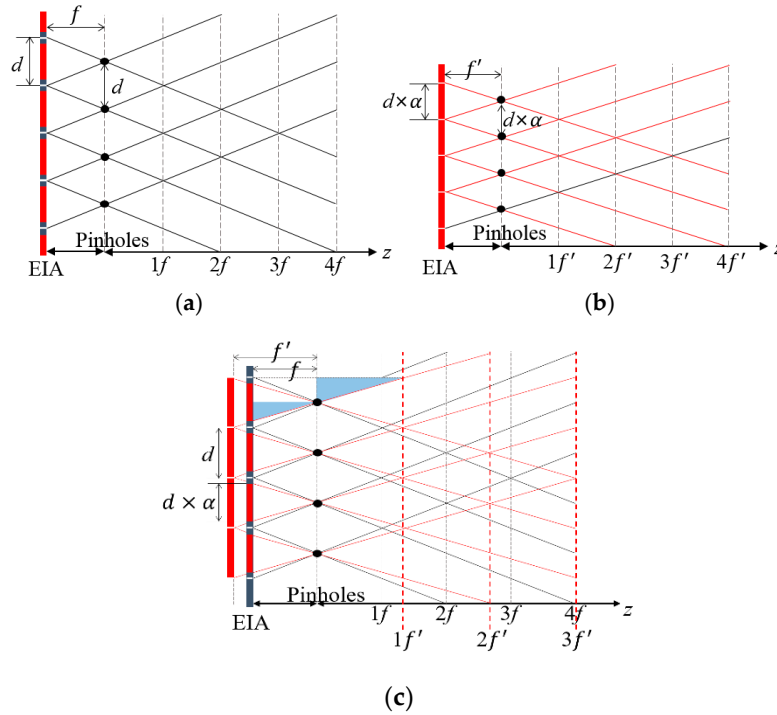 f
d
d
Pinholes
EIA
1f
2f
3f
4f
z
(a)
f'
d×α
d×α
Pinholes
EIA
1f'
2f'
3f'
4f'
z
(b)
f'
f
d
d × α
Pinholes
EIA
1f
2f
3f
4f
z
1f'
2f'
3f'
(c)